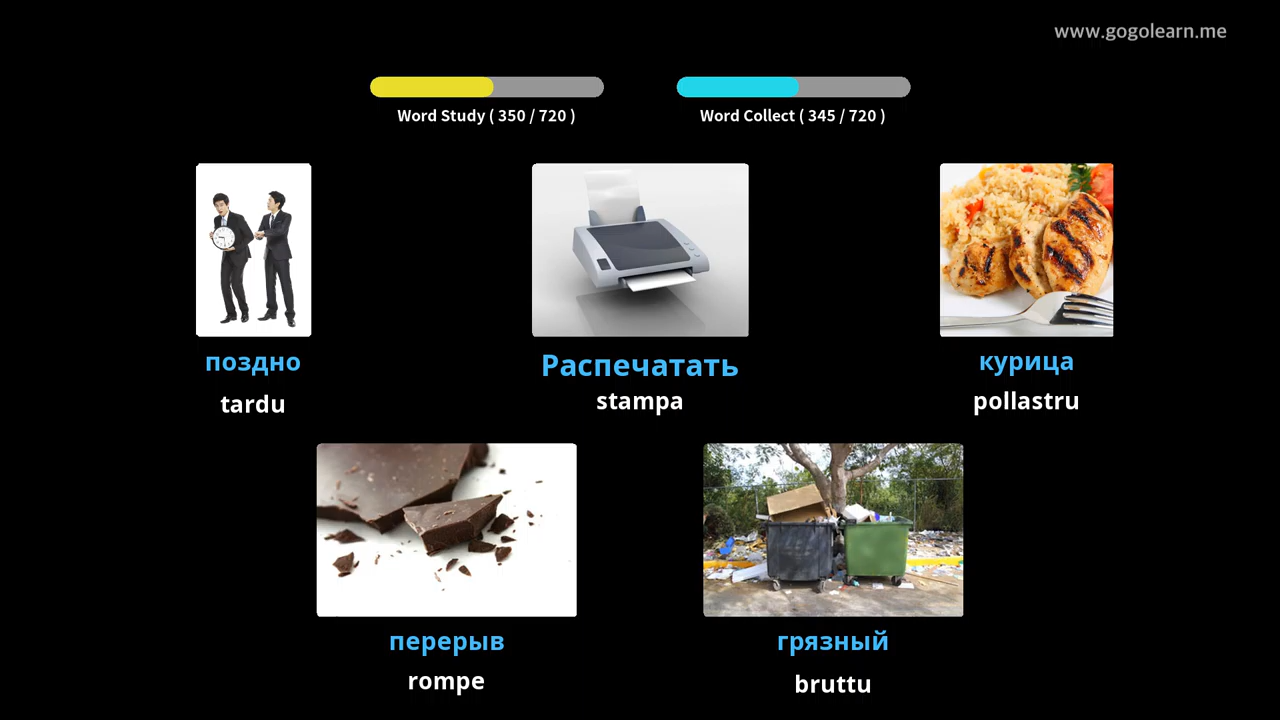 www.gogolearn.me
Word Study ( 350 / 720 )
Word Collect ( 345 / 720 )
поздно
tardu
Распечатать
stampa
курица
pollastru
перерыв
rompe
грязный
bruttu